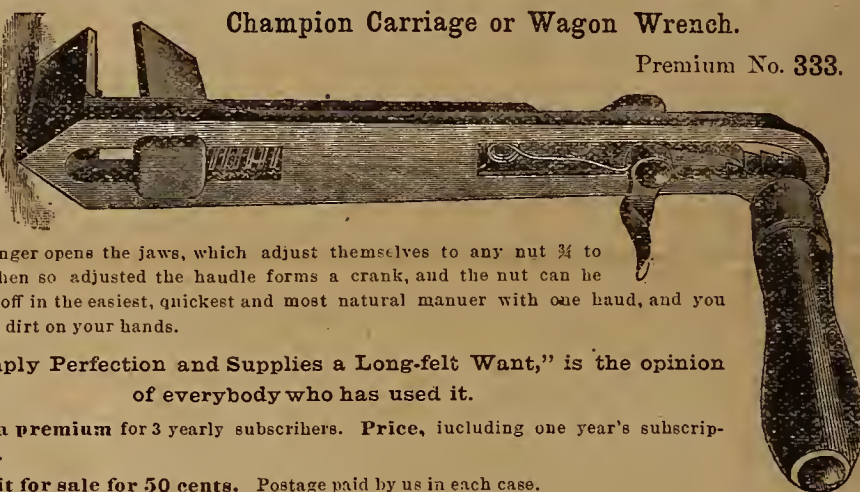 Champion Carriage or Wagon Wrench.
Premium No. 333.
nger opens the jaws, which adjust themselves to any nut ¾ to
hen so adjusted the handle forms a crank, and the nut can be
off in the easiest, quickest and most natural manuer with one hand, and you
dirt on your hands.
ply Perfection and Supplies a Long-felt Want,” is the opinion
of everybody who has used it.
a premium for 3 yearly subscribers. Price, including one year's subscrip-
it for sale for 50 cents. Postage paid by us in each case.